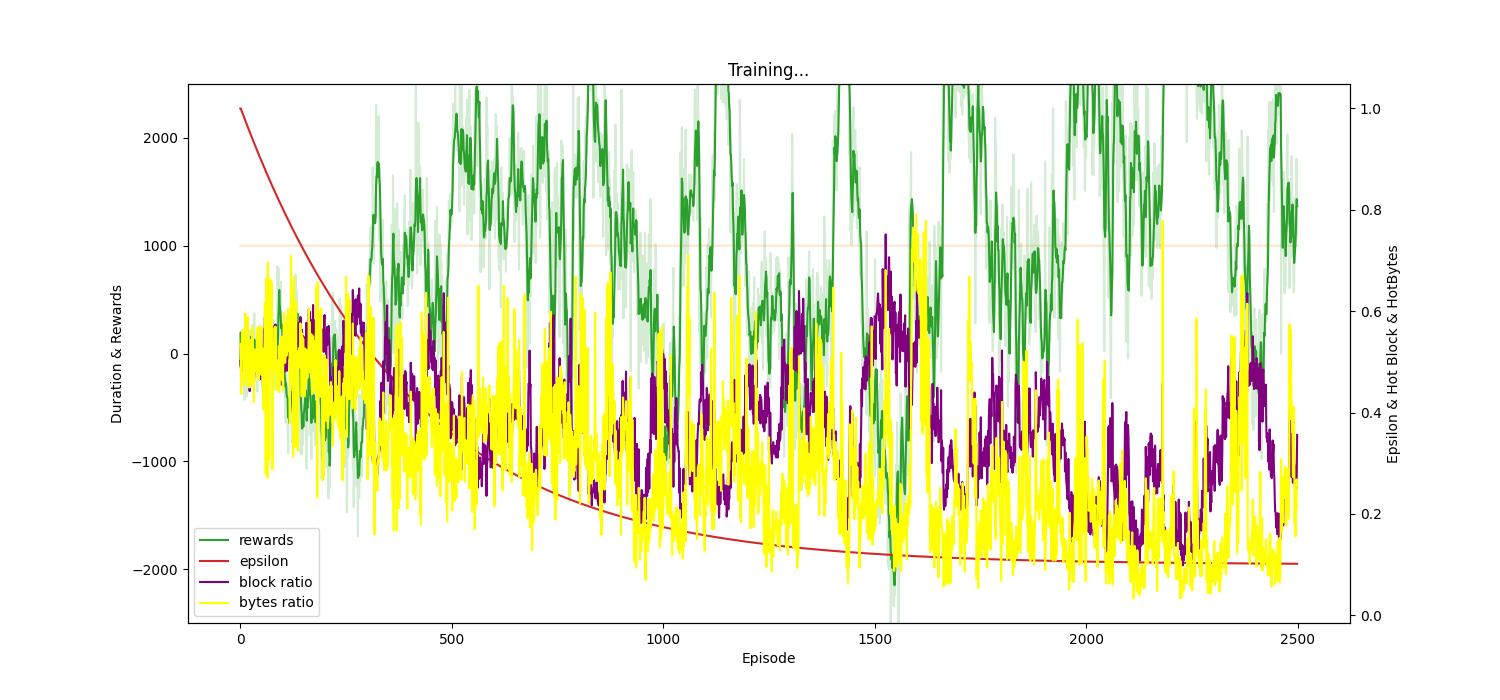 Training...
2000
1000
0
−1000
−2000
Duration & Rewards
1.0
0.8
0.6
0.4
0.2
0.0
Epsilon & Hot Block & HotBytes
rewards
epsilon
block ratio
bytes ratio
0
500
1000
1500
2000
2500
Episode